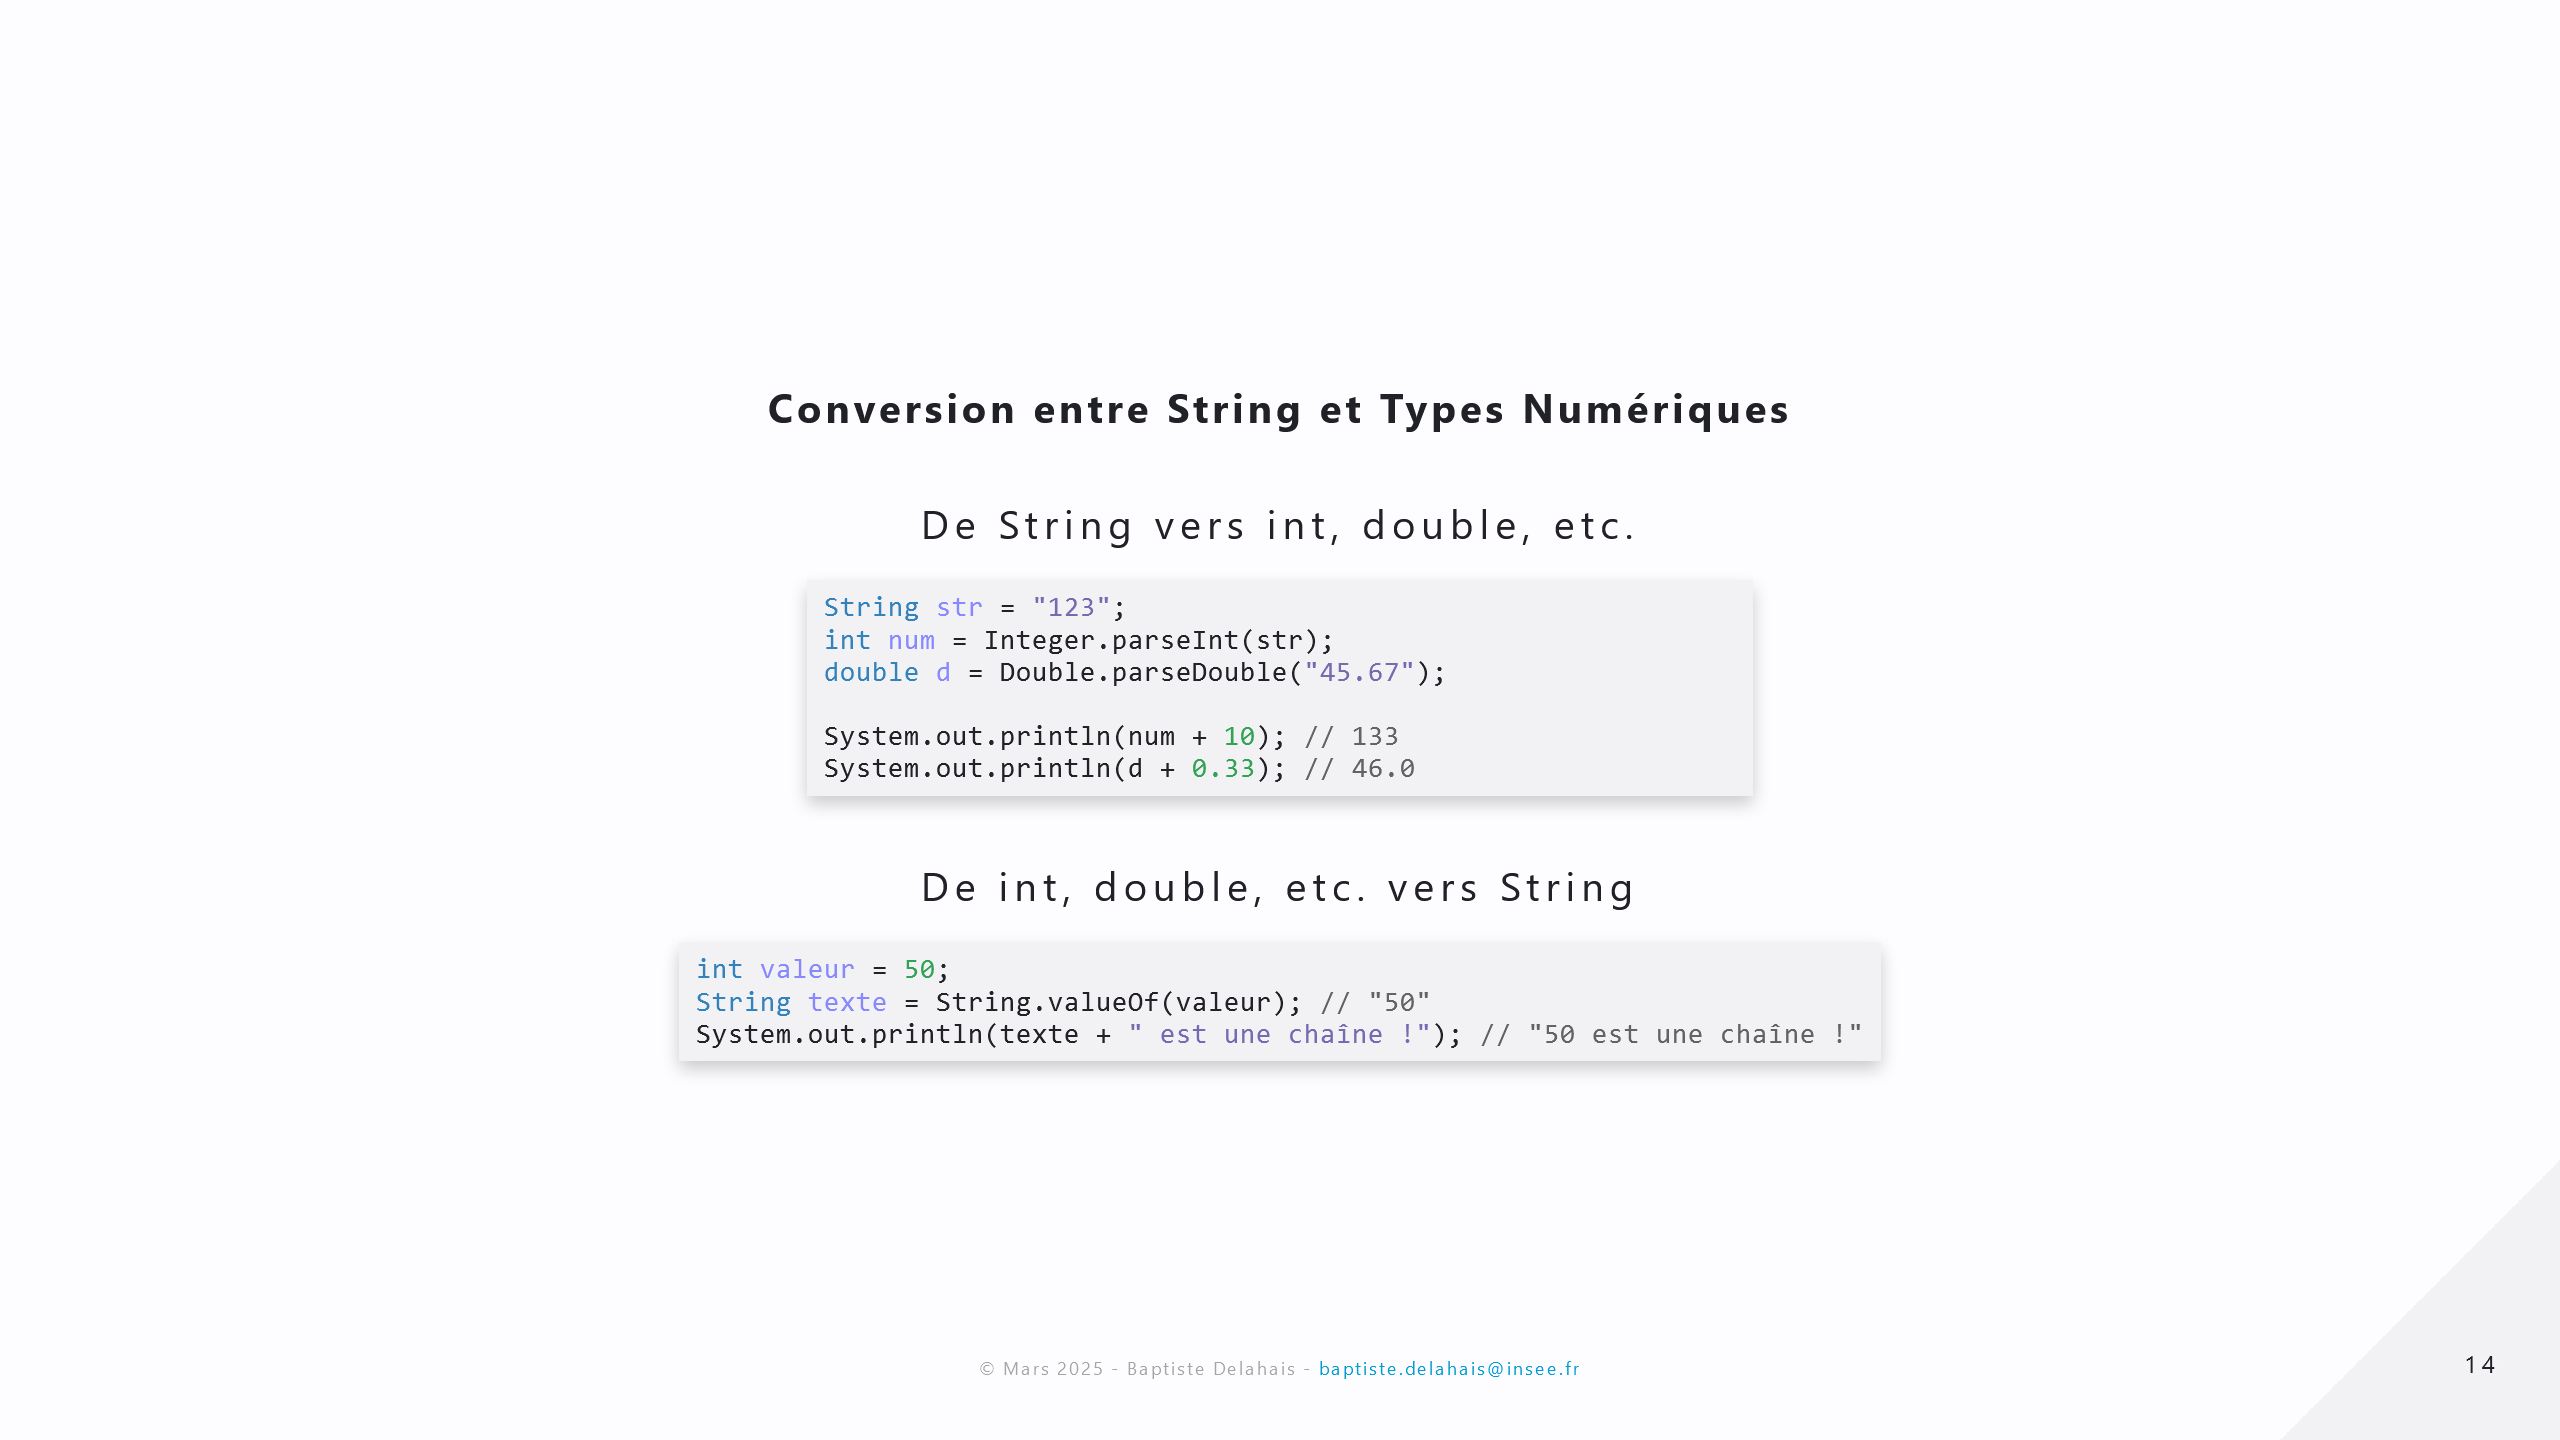 Conversion entre String et Types Numériques
De String vers int, double, etc.
String str = "123";
int num = Integer.parseInt(str);
double d = Double.parseDouble("45.67");
System.out.println(num + 10); // 133
System.out.println(d + 0.33); // 46.0
De int, double, etc. vers String
int valeur = 50;
String texte = String.valueOf(valeur); // "50"
System.out.println(texte + " est une chaîne !"); // "50 est une chaîne !"
© Mars 2025 - Baptiste Delahais - baptiste.delahais@insee.fr
14